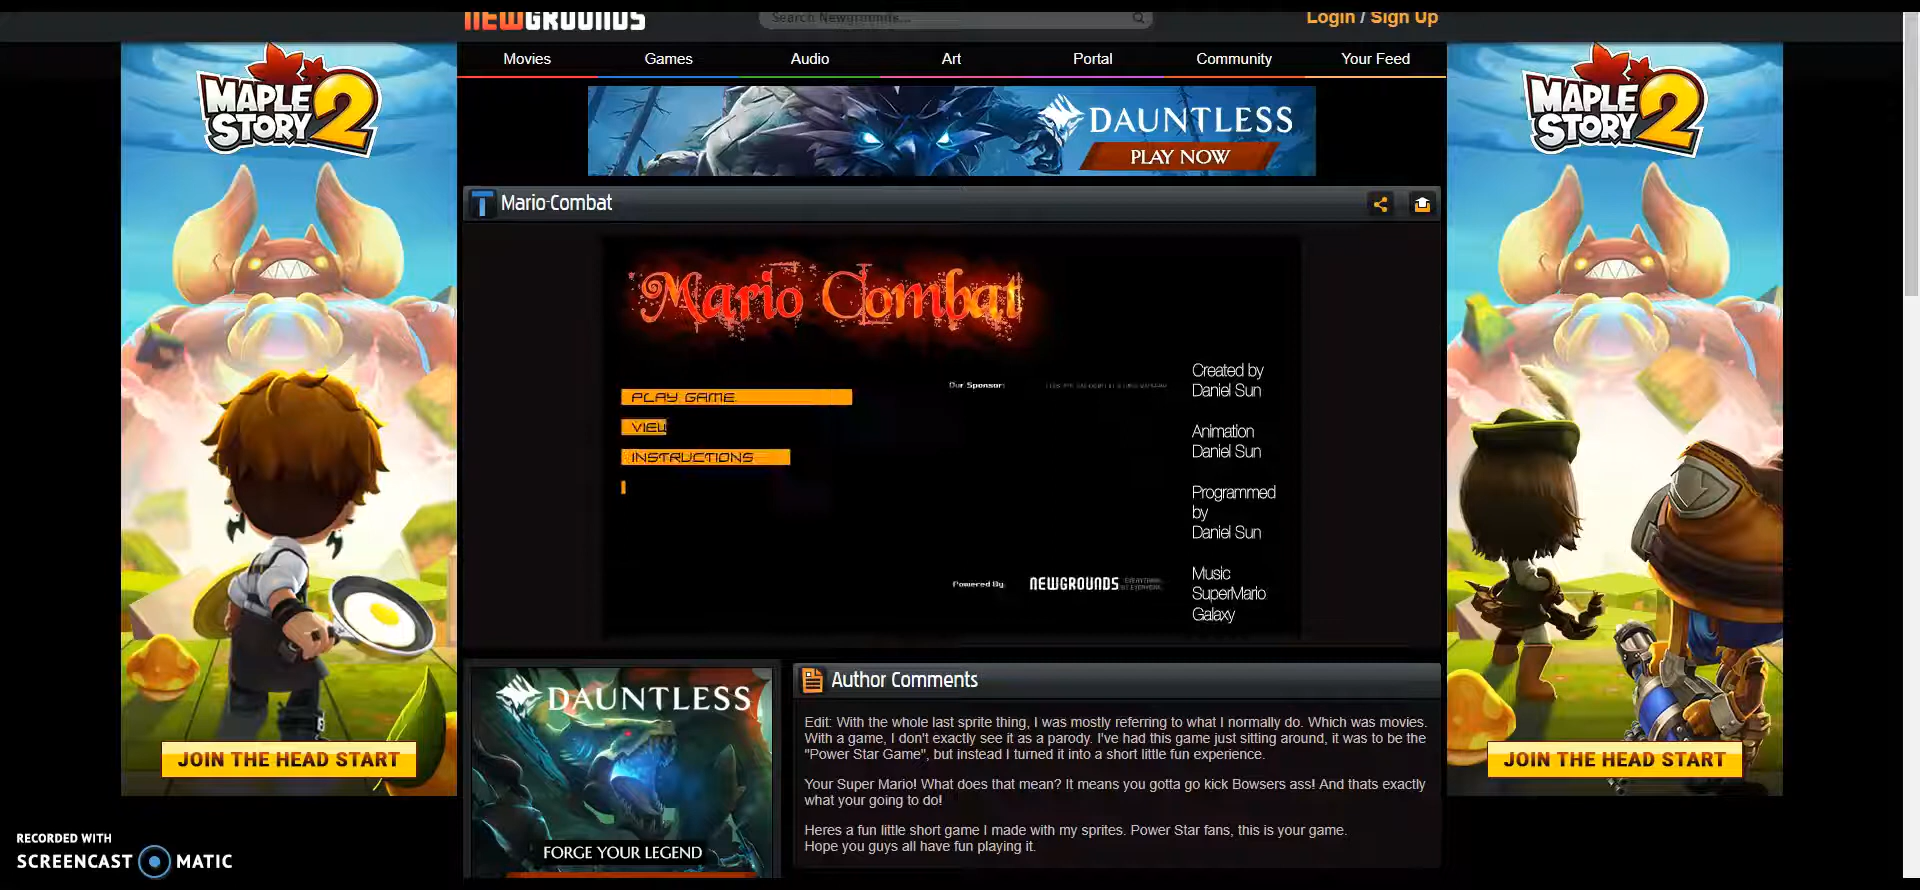 NEWGROUNDS
Search Newgrounds...
Login / Sign Up
Movies
Games
Audio
Art
Portal
Community
Your Feed
MAPLE
STORY 2
JOIN THE HEAD START
DAUNTLESS
PLAY NOW
MAPLE
STORY 2
JOIN THE HEAD START
Mario-Combat
Mario Combat
PLAY GAME
VIEW
INSTRUCTIONS
Our Sponsor:
Created by
Daniel Sun
Animation
Daniel Sun
Programmed
by
Daniel Sun
Music
SuperMario
Galaxy
Powered By:
NEWGROUNDS
DAUNTLESS
FORGE YOUR LEGEND
Author Comments
Edit: With the whole last sprite thing, I was mostly referring to what I normally do. Which was movies.
With a game, I don't exactly see it as a parody. I've had this game just sitting around, it was to be the
"Power Star Game", but instead I turned it into a short little fun experience.
Your Super Mario! What does that mean? It means you gotta go kick Bowsers ass! And thats exactly
what your going to do!
Heres a fun little short game I made with my sprites. Power Star fans, this is your game.
Hope you guys all have fun playing it.
RECORDED WITH
SCREENCAST MATIC